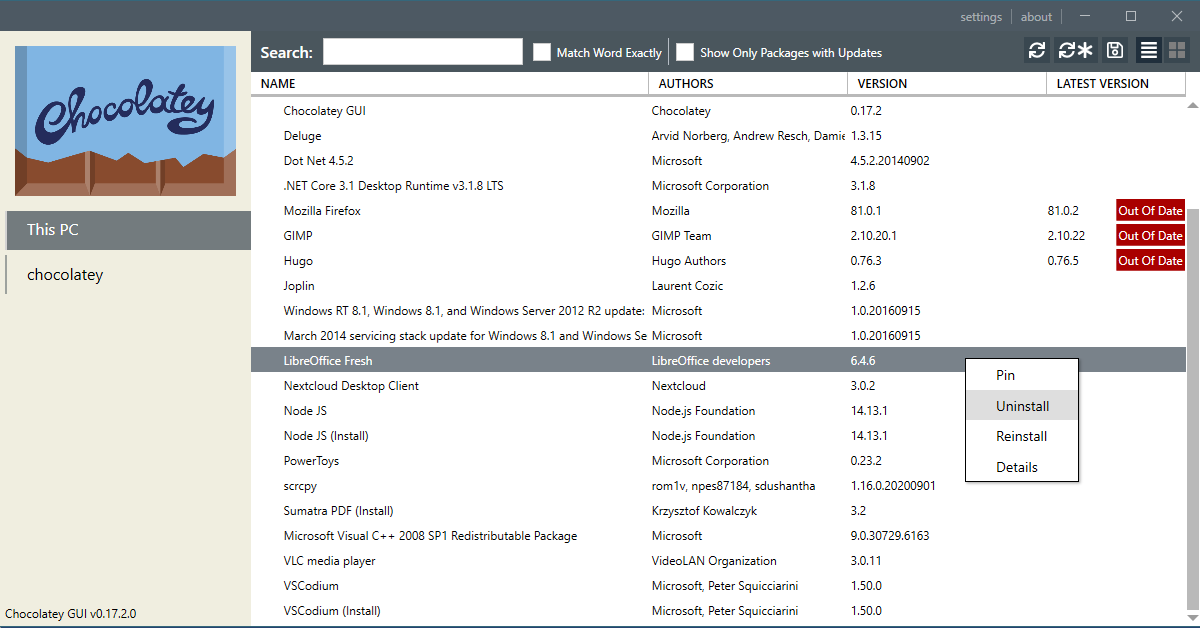 settings about
Chocolatey
Search: Match Word Exactly Show Only Packages with Updates
NAME AUTHORS VERSION LATEST VERSION
This PC
chocolatey
Chocolatey GUI Chocolatey 0.17.2
Deluge Arvid Norberg, Andrew Resch, Damie 1.3.15
Dot Net 4.5.2 Microsoft 4.5.2.20140902
.NET Core 3.1 Desktop Runtime v3.1.8 LTS Microsoft Corporation 3.1.8
Mozilla Firefox Mozilla 81.0.1 81.0.2 Out Of Date
GIMP GIMP Team 2.10.20.1 2.10.22 Out Of Date
Hugo Hugo Authors 0.76.3 0.76.5 Out Of Date
Joplin Laurent Cozic 1.2.6
Windows RT 8.1, Windows 8.1, and Windows Server 2012 R2 update: Microsoft 1.0.20160915
March 2014 servicing stack update for Windows 8.1 and Windows Se Microsoft 1.0.20160915
LibreOffice Fresh LibreOffice developers 6.4.6
Nextcloud Desktop Client Nextcloud 3.0.2
Node JS Node.js Foundation 14.13.1
Node JS (Install) Node.js Foundation 14.13.1
PowerToys Microsoft Corporation 0.23.2
scrcpy rom1v, npes87184, sdushantha 1.16.0.20200901
Sumatra PDF (Install) Krzysztof Kowalczyk 3.2
Microsoft Visual C++ 2008 SP1 Redistributable Package Microsoft 9.0.30729.6163
VLC media player VideoLAN Organization 3.0.11
VSCodium Microsoft, Peter Squicciarini 1.50.0
VSCodium (Install) Microsoft, Peter Squicciarini 1.50.0
Pin
Uninstall
Reinstall
Details
Chocolatey GUI v0.17.2.0